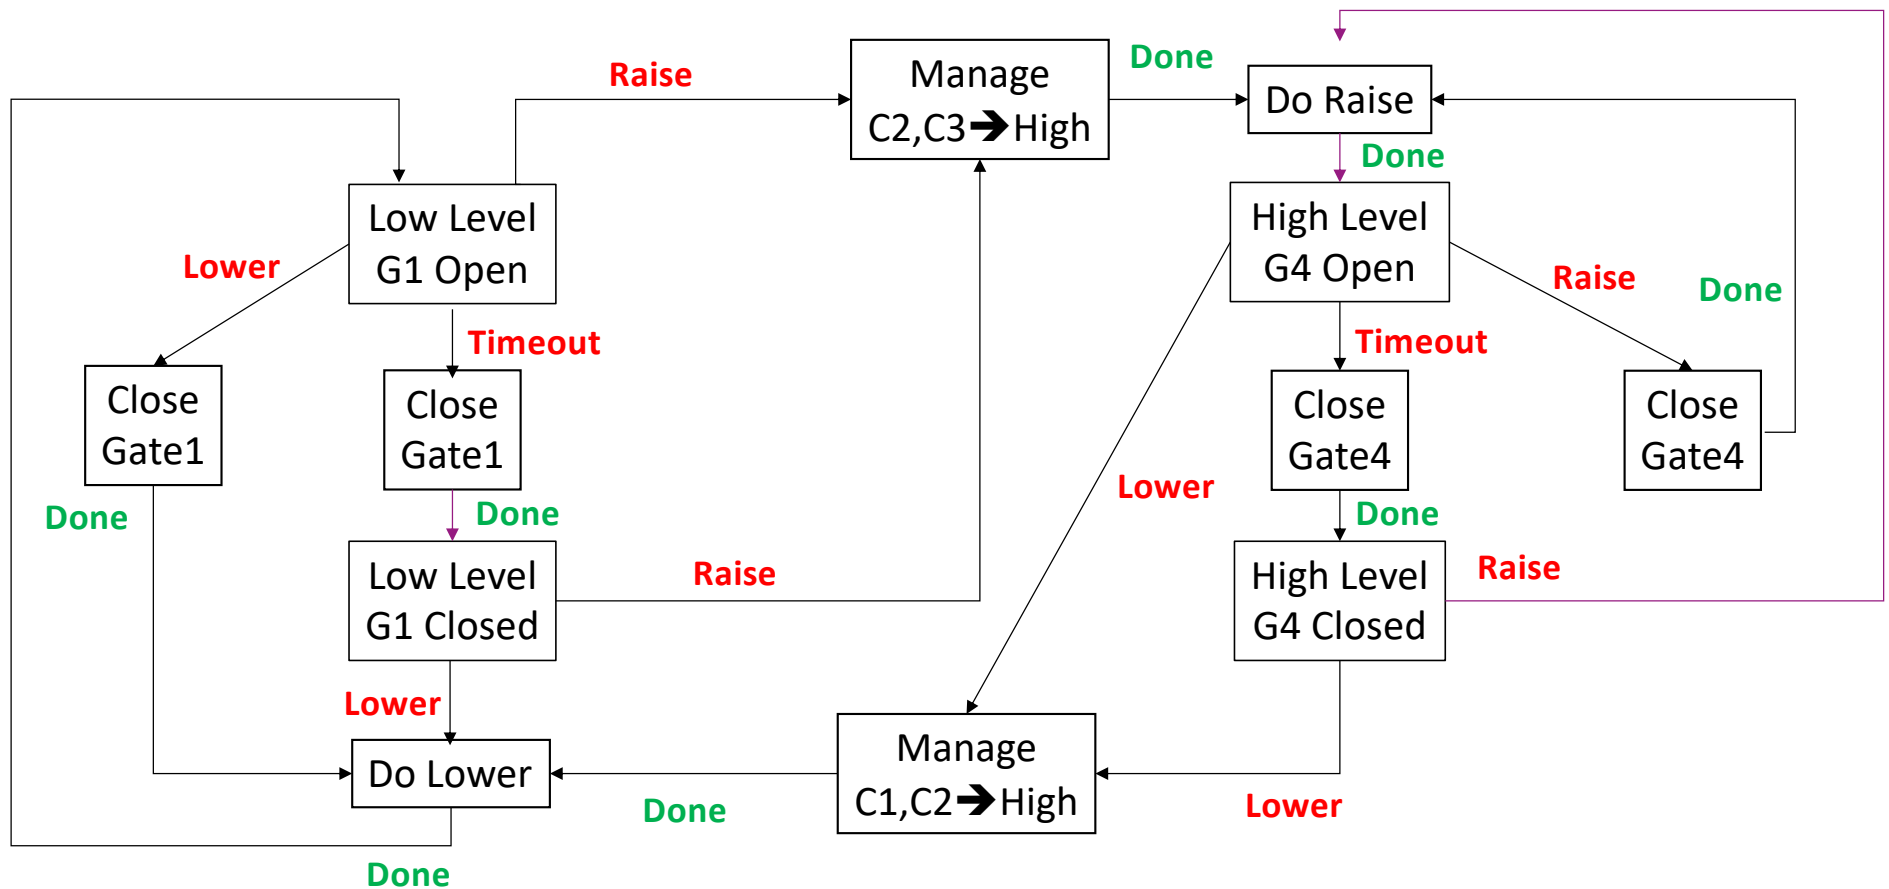 Raise
Manage
C2,C3➔High
Done
Do Raise
Done
Low Level
G1 Open
Lower
Timeout
High Level
G4 Open
Raise
Done
Timeout
Close
Gate1
Close
Gate1
Close
Gate4
Close
Gate4
Lower
Done
Done
Done
Low Level
G1 Closed
Raise
High Level
G4 Closed
Raise
Lower
Do Lower
Manage
C1,C2➔High
Done
Lower
Done